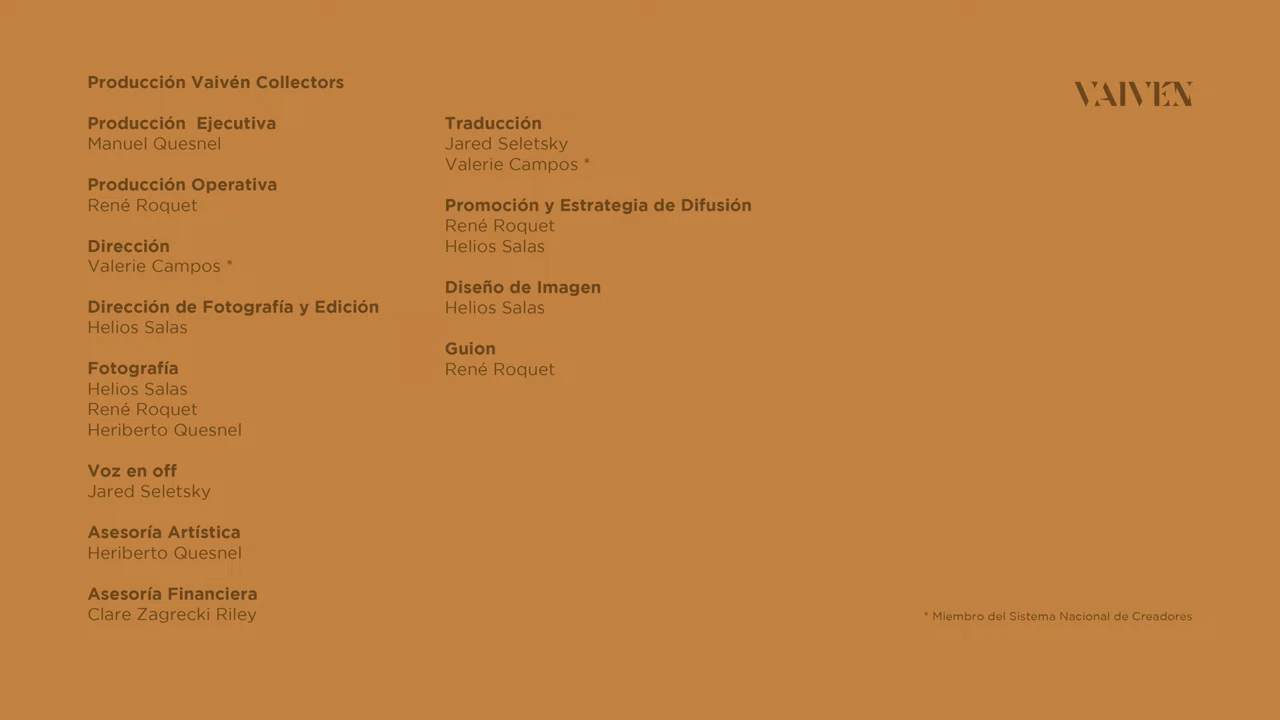 Producción Vaivén Collectors
Producción  Ejecutiva
Manuel Quesnel
Producción Operativa
René Roquet
Dirección
Valerie Campos *
Dirección de Fotografía y Edición
Helios Salas
Fotografía
Helios Salas
René Roquet
Heriberto Quesnel
Voz en off
Jared Seletsky
Asesoría Artística
Heriberto Quesnel
Asesoría Financiera
Clare Zagrecki Riley
Traducción
Jared Seletsky
Valerie Campos *
Promoción y Estrategia de Difusión
René Roquet
Helios Salas
Diseño de Imagen
Helios Salas
Guion
René Roquet
VAIVÉN
* Miembro del Sistema Nacional de Creadores